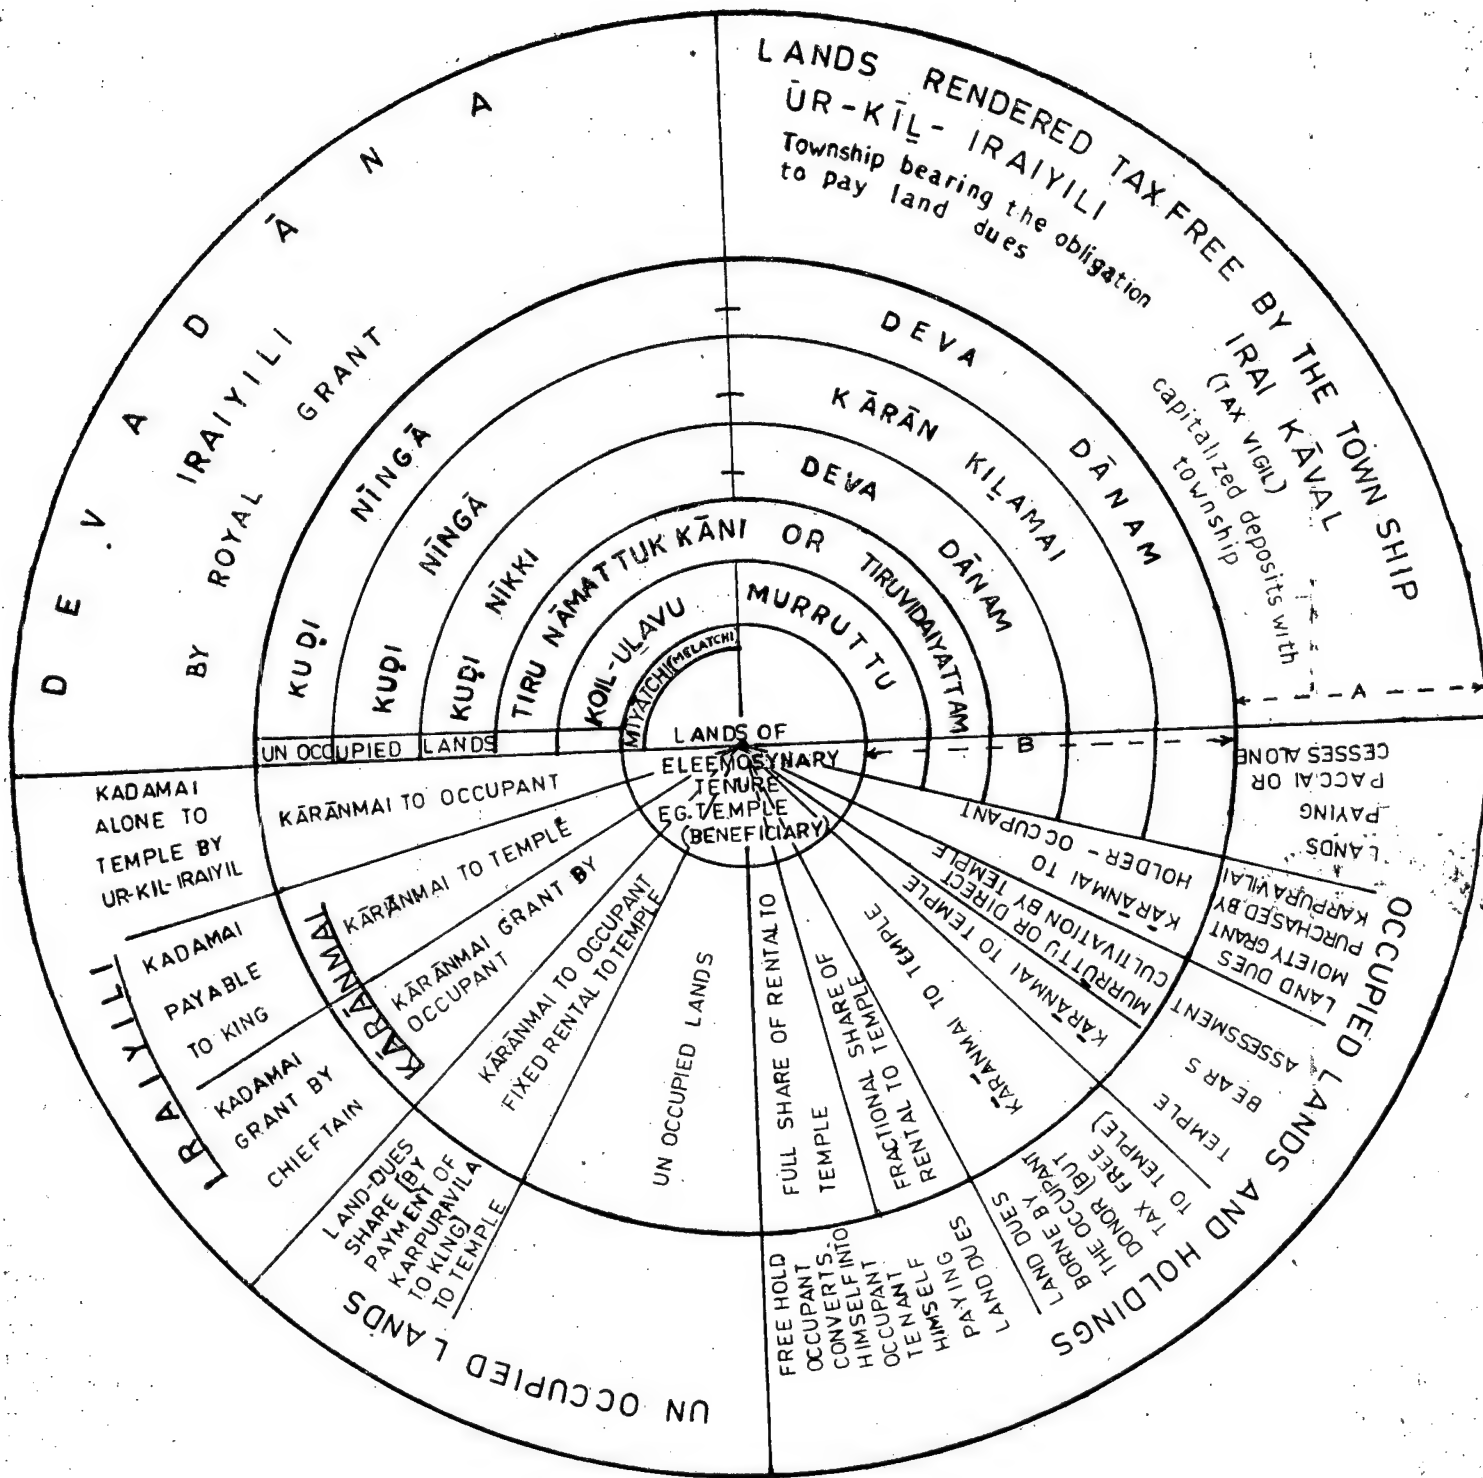 DEVADĀNA
IRAIYILI
BY ROYAL GRANT
LANDS RENDERED TAX FREE BY THE TOWN SHIP
ŪR-KĪḺ- IRAIYILI
Township bearing the obligation
to pay land dues
IRAI KĀVAL
(TAX VIGIL)
capitalized deposits with
township
A
KUḌI NĪNGĀ DEVA DĀNAM
KUḌI NĪNGĀ KĀRĀN KIḺAMAI
KUḌI NĪKKI DEVA DĀNAM
TIRU NĀMATTUK KĀNI OR TIRUVIDAIYATTAM
KOIL-UḺAVU MURRUTTU
MIYATCHI(MELATCHI)
B
UN OCCUPIED LANDS
LANDS OF
ELEEMOSYNARY
TENURE
EG. TEMPLE
(BENEFICIARY)
KADAMAI
ALONE TO
TEMPLE BY
UR-KIL-IRAIYIL
KĀRĀNMAI TO OCCUPANT
IRAIYILI
KADAMAI
PAYABLE
TO KING
KADAMAI
GRANT BY
CHIEFTAIN
KĀRĀNMAI
KĀRĀNMAI TO TEMPLE
KĀRĀNMAI GRANT BY
OCCUPANT
KĀRĀNMAI TO OCCUPANT
FIXED RENTAL TO TEMPLE
LAND-DUES
SHARE [BY
PAYMENT OF
KARPURAVILA
TO KING]
TO TEMPLE
UN OCCUPIED LANDS
UN OCCUPIED LANDS
FULL SHARE OF RENTAL TO
TEMPLE
FRACTIONAL SHARE OF
RENTAL TO TEMPLE
FREE HOLD
OCCUPANT
CONVERTS.
HIMSELF INTO
OCCUPANT
TENANT
HIMSELF
PAYING
LAND DUES
KĀRĀNMAI TO TEMPLE
LAND DUES
BORNE BY
THE OCCUPANT
DONOR (BUT
TAX FREE
TO TEMPLE)
KĀRĀNMAI TO TEMPLE
TEMPLE
BEARS
ASSESSMENT
MURRUTTU OR DIRECT
CULTIVATION BY TEMPLE
LAND DUES
MOIETY GRANT
PURCHASED BY
KARPURAVILAI
KĀRĀNMAI TO
HOLDER - OCCUPANT
LANDS
PAYING
PACCAI OR
CESSES ALONE
OCCUPIED LANDS AND HOLDINGS